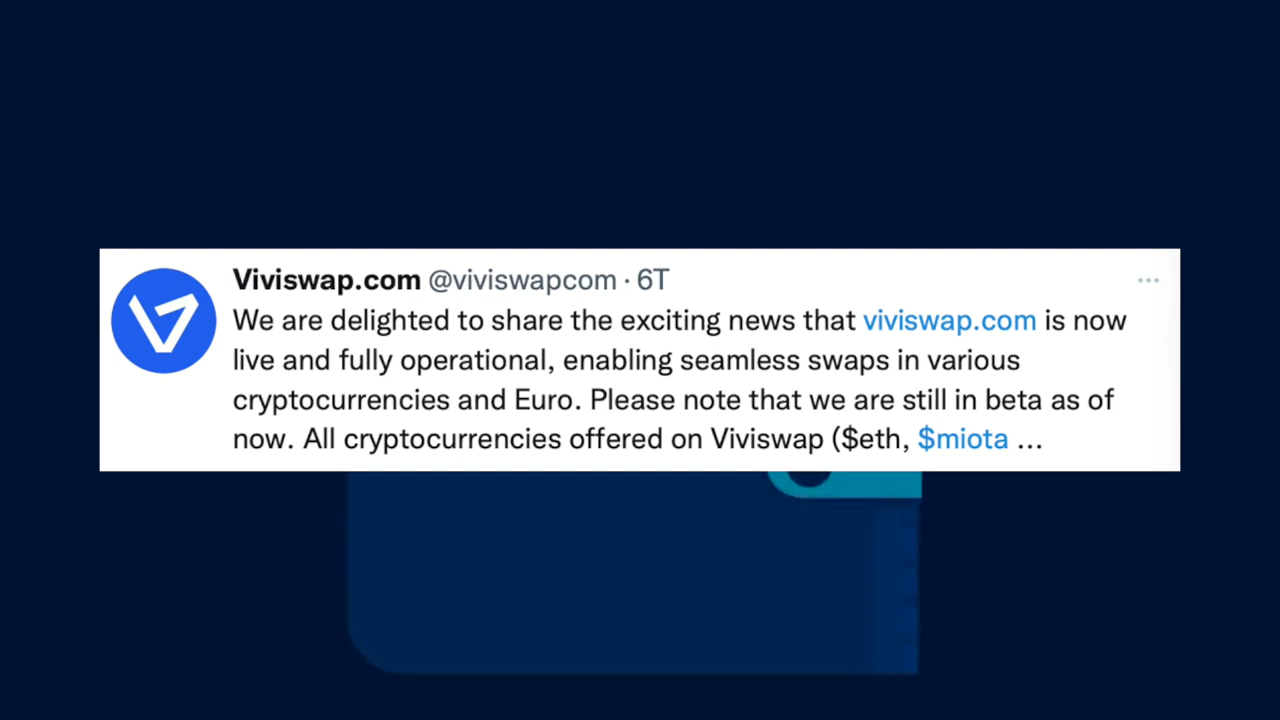 Viviswap.com @viviswapcom · 6T
We are delighted to share the exciting news that viviswap.com is now
live and fully operational, enabling seamless swaps in various
cryptocurrencies and Euro. Please note that we are still in beta as of
now. All cryptocurrencies offered on Viviswap ($eth, $miota ...